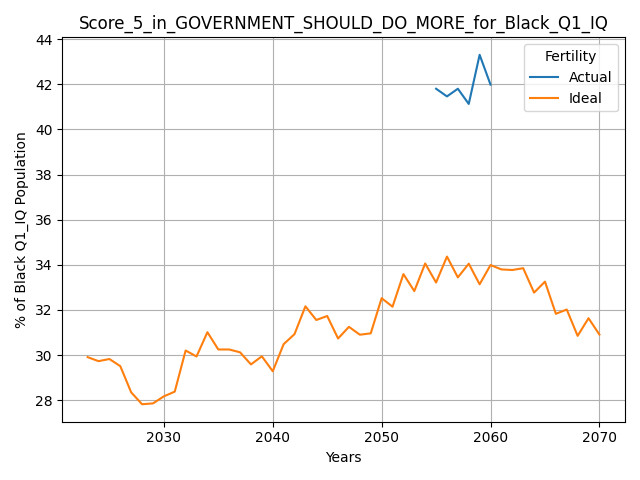 Score_5_in_GOVERNMENT_SHOULD_DO_MORE_for_Black_Q1_IQ
Fertility
Actual
Ideal
44
42
40
38
36
34
32
30
28
% of Black Q1_IQ Population
2030
2040
2050
2060
2070
Years